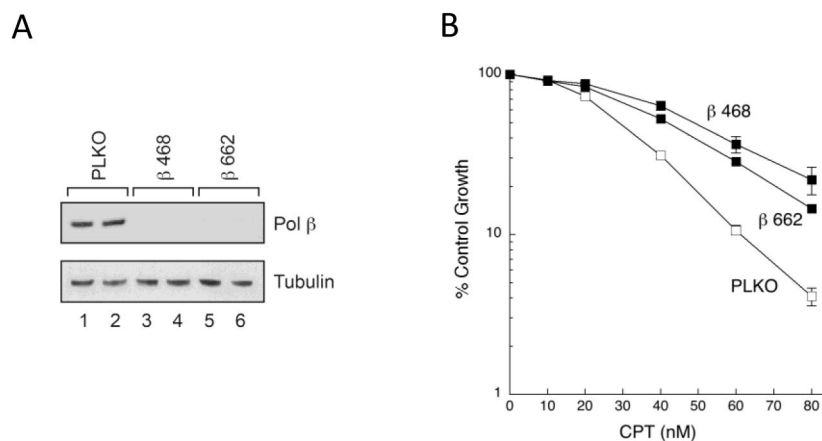 A
PLKO
β 468
β 662
Pol β
Tubulin
1 2 3 4 5 6
B
100
10
1
% Control Growth
β 468
β 662
PLKO
0 10 20 30 40 50 60 70 80
CPT (nM)